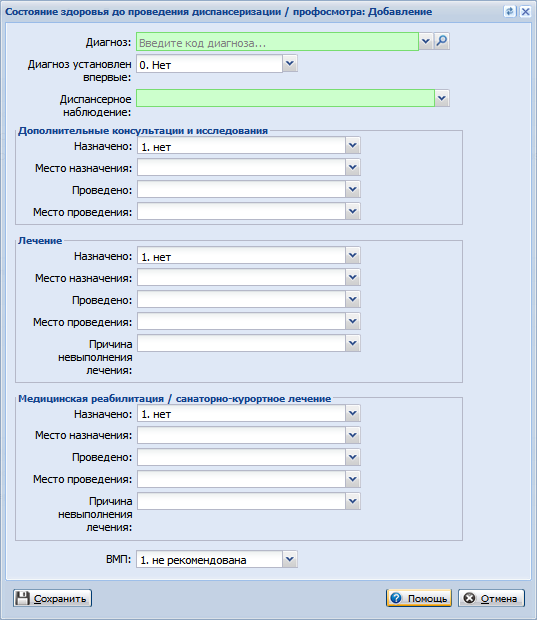 Состояние здоровья до проведения диспансеризации / профосмотра: Добавление
Диагноз: Введите код диагноза...
Диагноз установлен
впервые: 0. Нет
Диспансерное
наблюдение:
Дополнительные консультации и исследования
Назначено: 1. нет
Место назначения:
Проведено:
Место проведения:
Лечение
Назначено: 1. нет
Место назначения:
Проведено:
Место проведения:
Причина
невыполнения
лечения:
Медицинская реабилитация / санаторно-курортное лечение
Назначено: 1. нет
Место назначения:
Проведено:
Место проведения:
Причина
невыполнения
лечения:
ВМП: 1. не рекомендована
Сохранить Помощь Отмена